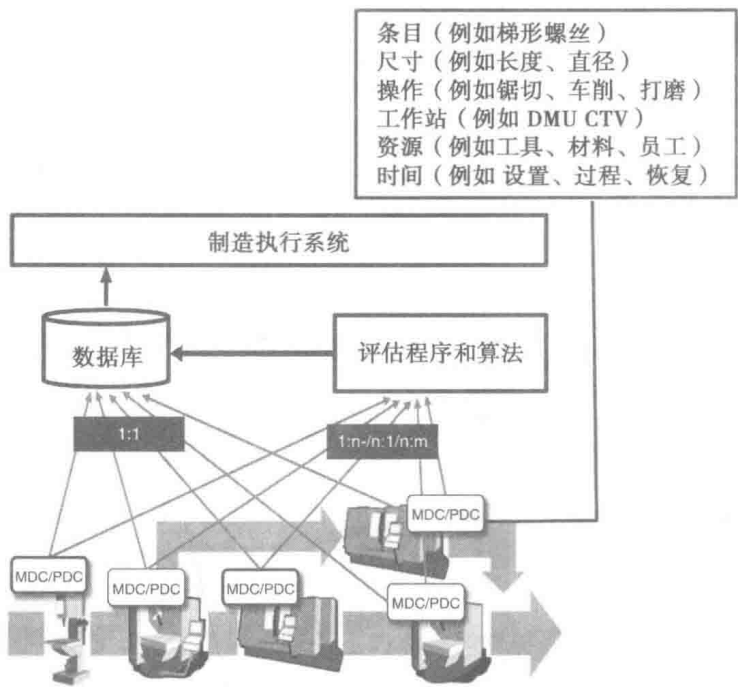 条目（例如梯形螺丝）
尺寸（例如长度、直径）
操作（例如锯切、车削、打磨）
工作站（例如 DMU CTV）
资源（例如工具、材料、员工）
时间（例如 设置、过程、恢复）
制造执行系统
数据库
评估程序和算法
1:1
1:n-/n:1/n:m
MDC/PDC
MDC/PDC
MDC/PDC
MDC/PDC
MDC/PDC